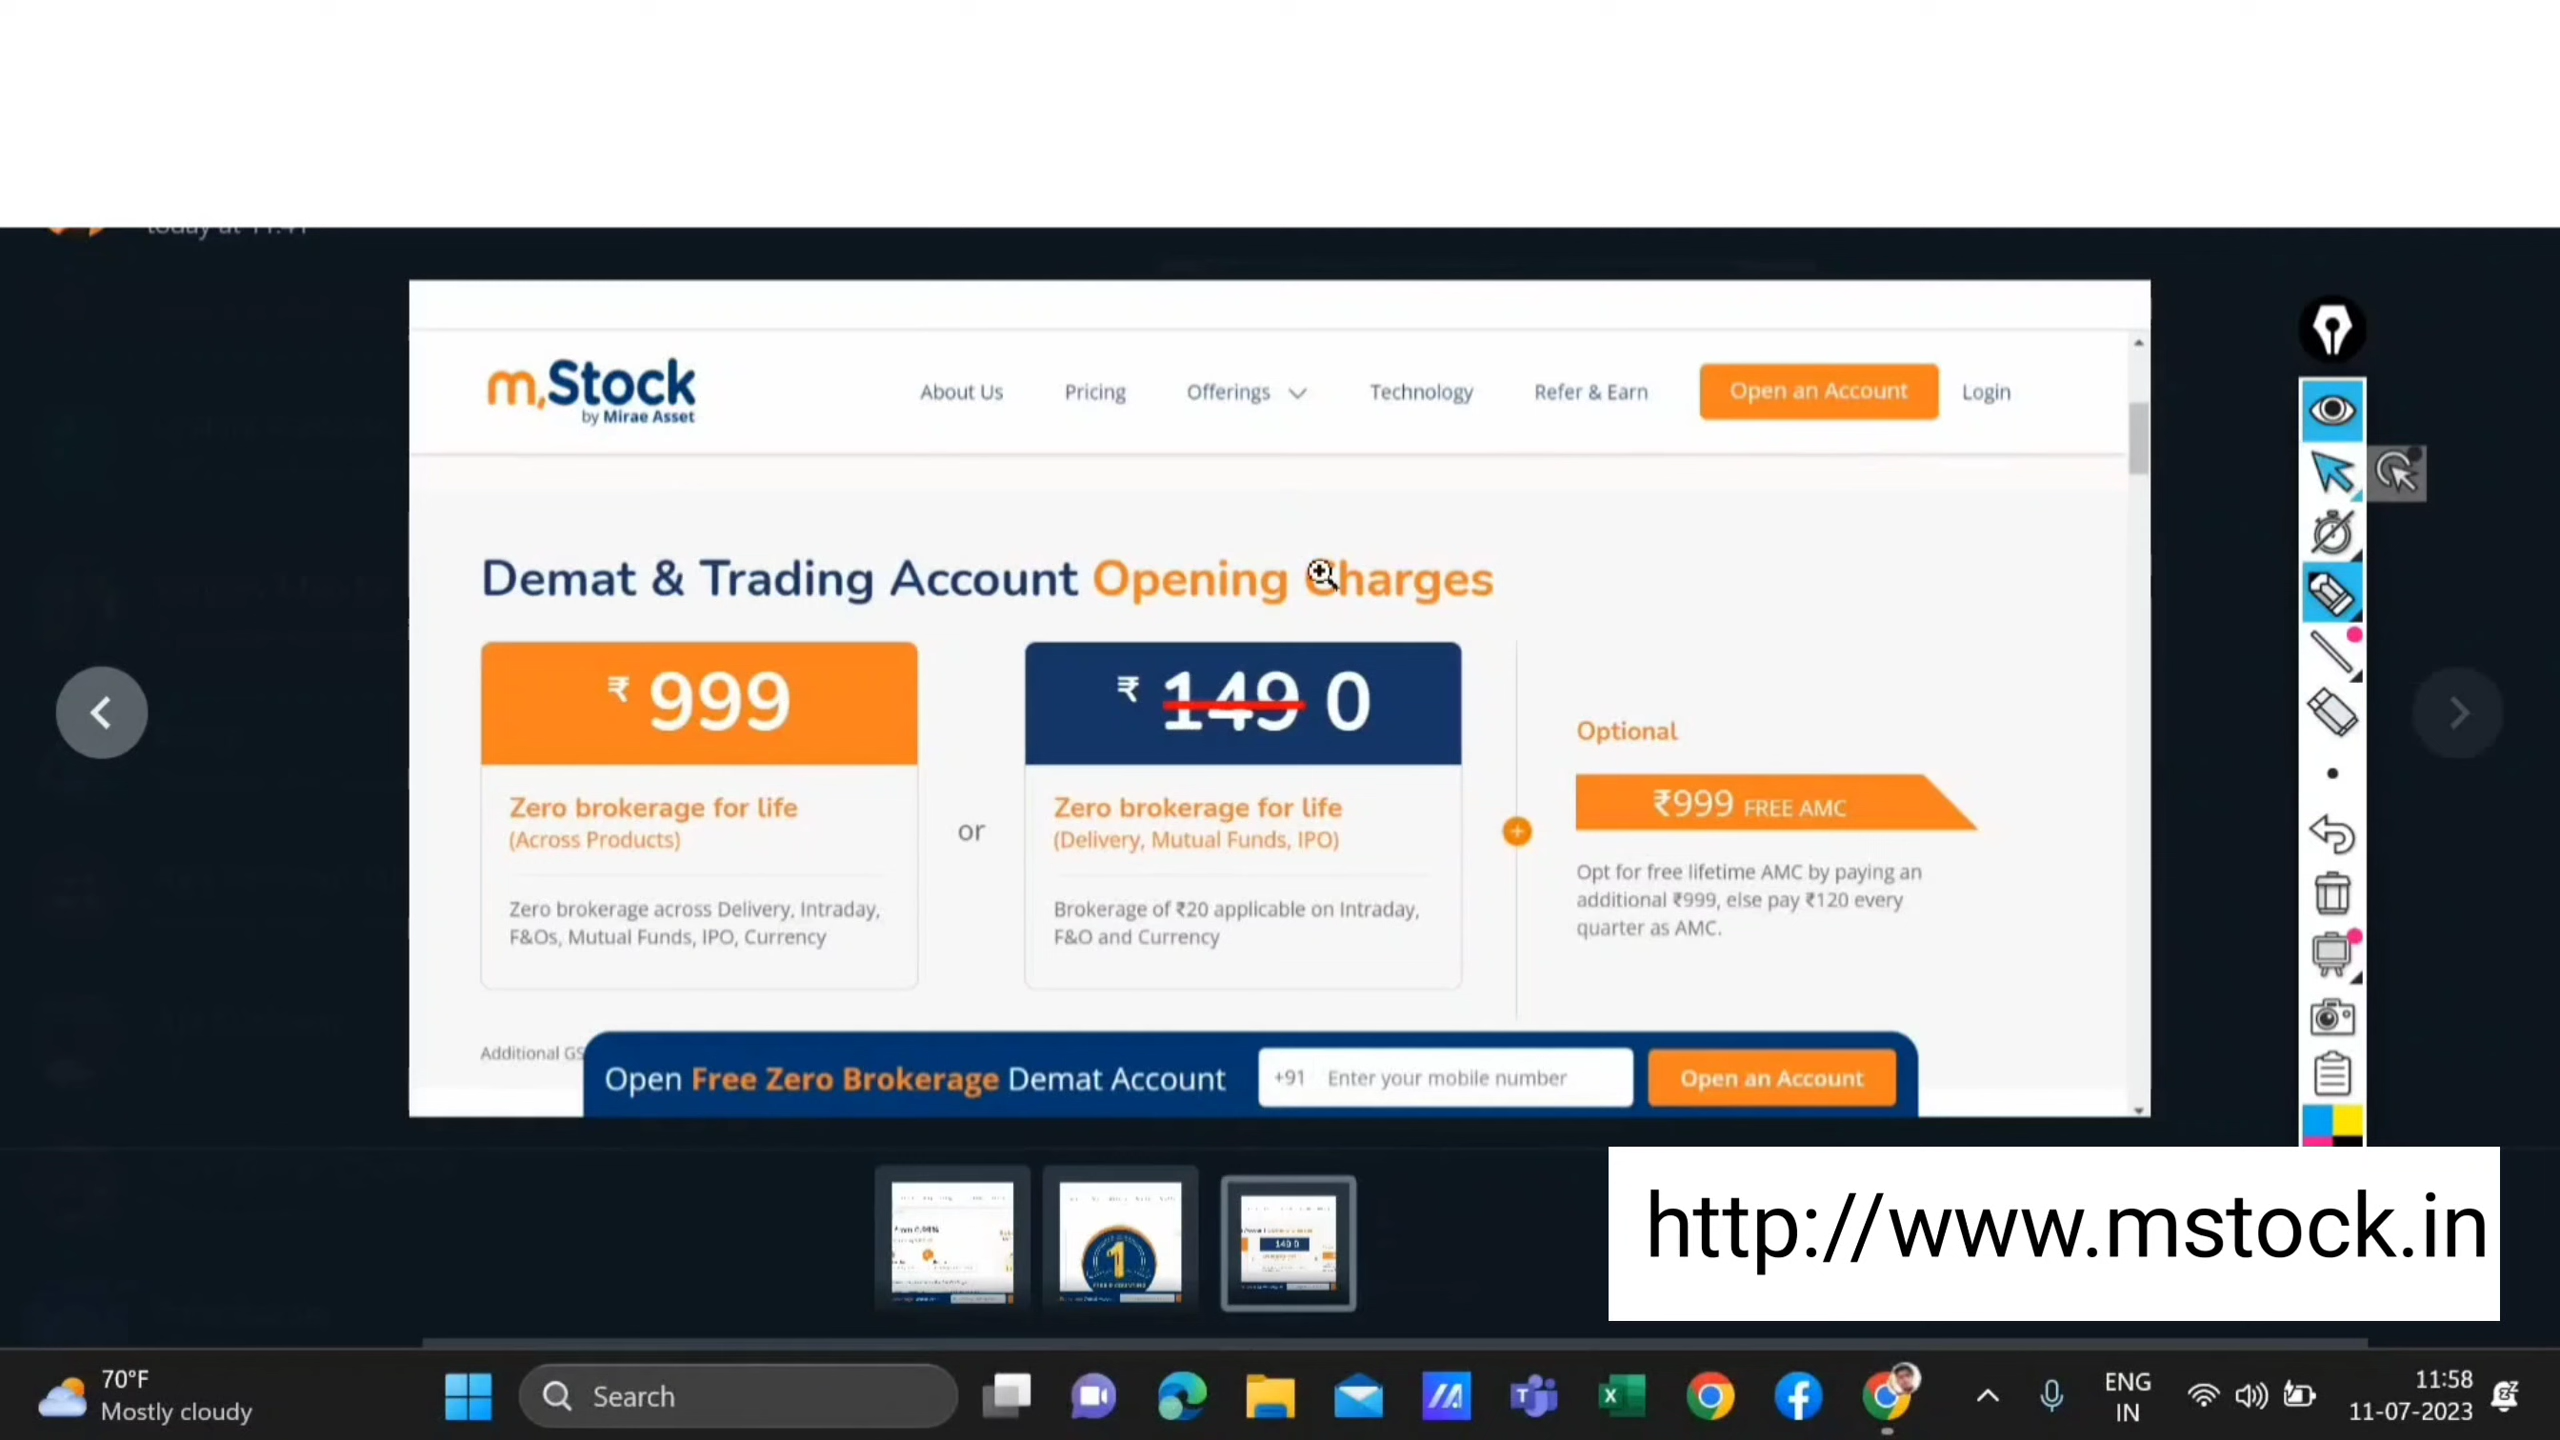 m.Stock
by Mirae Asset
About Us
Pricing
Offerings
Technology
Refer & Earn
Open an Account
Login
Demat & Trading Account Opening Charges
₹ 999
Zero brokerage for life
(Across Products)
Zero brokerage across Delivery, Intraday,
F&Os, Mutual Funds, IPO, Currency
or
₹ 149 0
Zero brokerage for life
(Delivery, Mutual Funds, IPO)
Brokerage of ₹20 applicable on Intraday,
F&O and Currency
Optional
₹999 FREE AMC
Opt for free lifetime AMC by paying an
additional ₹999, else pay ₹120 every
quarter as AMC.
Additional
Open Free Zero Brokerage Demat Account
+91 Enter your mobile number
Open an Account
http://www.mstock.in
70°F
Mostly cloudy
Search
ENG
IN
11:58
11-07-2023